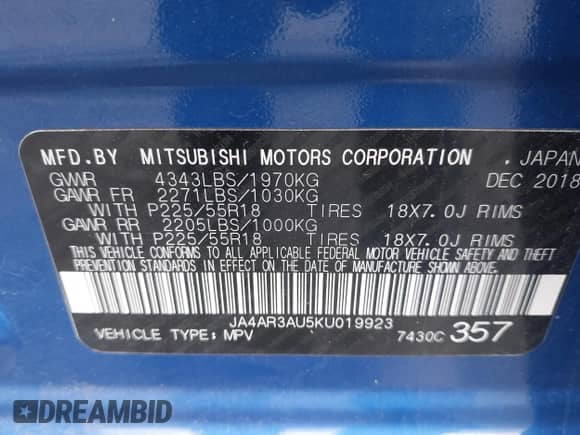 MFD.BY MITSUBISHI MOTORS CORPORATION . JAPAN
GVWR 4343LBS/1970KG DEC 2018
GAWR FR 2271LBS/1030KG
WITH P225/55R18 TIRES 18X7.0J RIMS
GAWR RR 2205LBS/1000KG
WITH P225/55R18 TIRES 18X7.0J RIMS
THIS VEHICLE CONFORMS TO ALL APPLICABLE FEDERAL MOTOR VEHICLE SAFETY AND THEFT
PREVENTION STANDARDS IN EFFECT ON THE DATE OF MANUFACTURE SHOWN ABOVE.
JA4AR3AU5KU019923
VEHICLE TYPE: MPV 7430C 357
DREAMBID